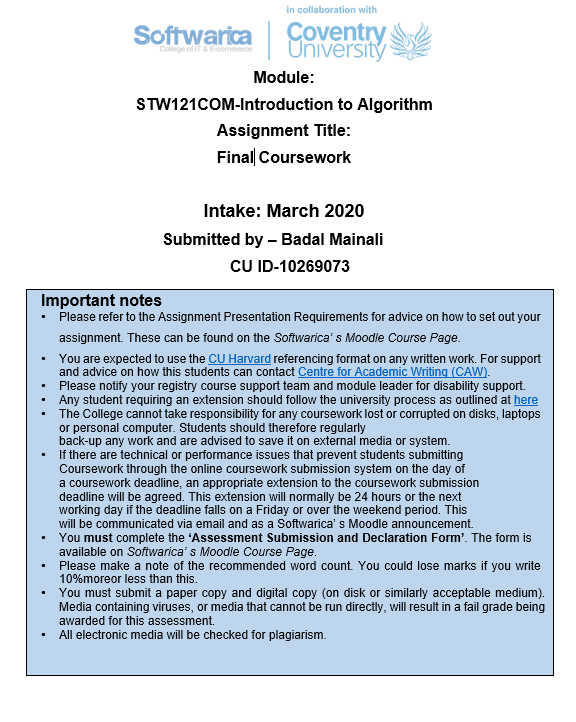 in collaboration with
Softwarica
College of IT & E-commerce
Coventry
University
Module:
STW121COM-Introduction to Algorithm
Assignment Title:
Final Coursework
Intake: March 2020
Submitted by – Badal Mainali
CU ID-10269073
Important notes
• Please refer to the Assignment Presentation Requirements for advice on how to set out your
assignment. These can be found on the Softwarica' s Moodle Course Page.
• You are expected to use the CU Harvard referencing format on any written work. For support
and advice on how this students can contact Centre for Academic Writing (CAW).
• Please notify your registry course support team and module leader for disability support.
• Any student requiring an extension should follow the university process as outlined at here
• The College cannot take responsibility for any coursework lost or corrupted on disks, laptops
or personal computer. Students should therefore regularly
back-up any work and are advised to save it on external media or system.
• If there are technical or performance issues that prevent students submitting
Coursework through the online coursework submission system on the day of
a coursework deadline, an appropriate extension to the coursework submission
deadline will be agreed. This extension will normally be 24 hours or the next
working day if the deadline falls on a Friday or over the weekend period. This
will be communicated via email and as a Softwarica' s Moodle announcement.
• You must complete the 'Assessment Submission and Declaration Form'. The form is
available on Softwarica' s Moodle Course Page.
• Please make a note of the recommended word count. You could lose marks if you write
10%moreor less than this.
• You must submit a paper copy and digital copy (on disk or similarly acceptable medium).
Media containing viruses, or media that cannot be run directly, will result in a fail grade being
awarded for this assessment.
• All electronic media will be checked for plagiarism.